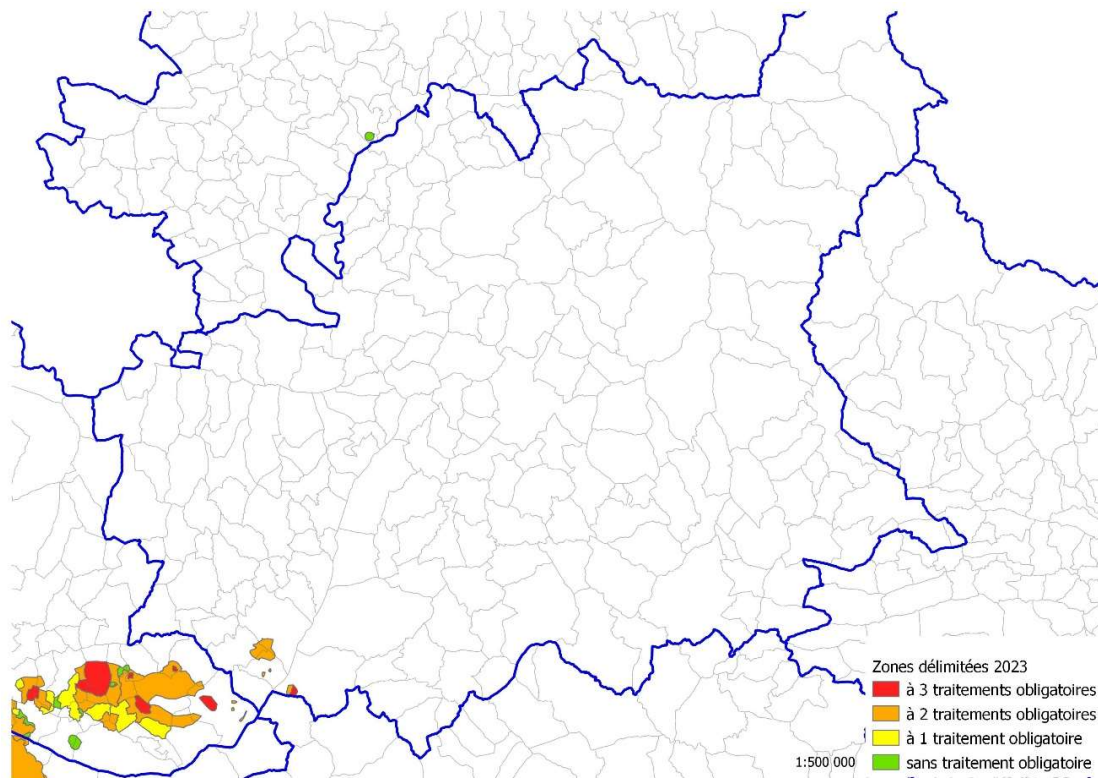 Zones délimitées 2023
à 3 traitements obligatoires
à 2 traitements obligatoires
à 1 traitement obligatoire
1:500 000
sans traitement obligatoire